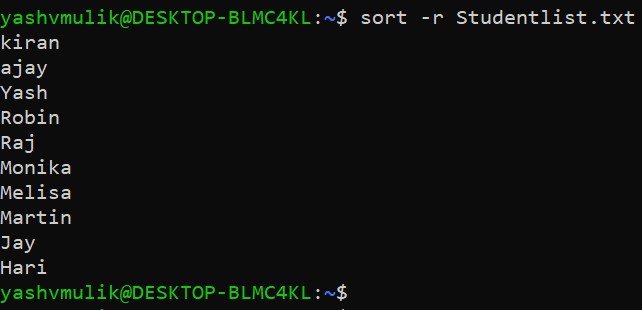 yashvmulik@DESKTOP-BLMC4KL:~$ sort -r Studentlist.txt
kiran
ajay
Yash
Robin
Raj
Monika
Melisa
Martin
Jay
Hari
yashvmulik@DESKTOP-BLMC4KL:~$